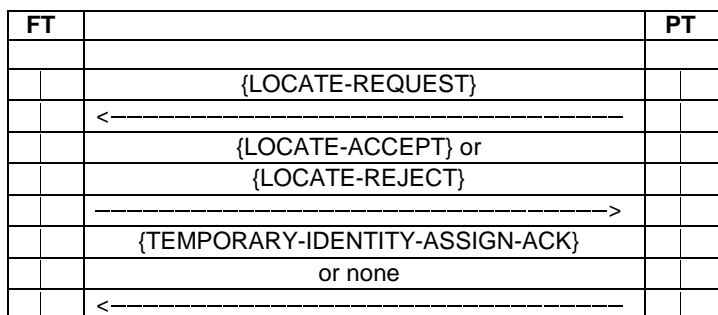 FT PT
{LOCATE-REQUEST}
<––––––––––––––––––––––––––––––––
{LOCATE-ACCEPT} or
{LOCATE-REJECT}
––––––––––––––––––––––––––––––––>
{TEMPORARY-IDENTITY-ASSIGN-ACK}
or none
<––––––––––––––––––––––––––––––––